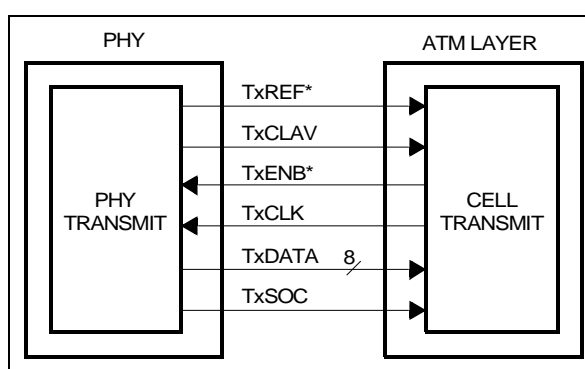 PHY
ATM LAYER
TxREF*
TxCLAV
TxENB*
TxCLK
TxDATA 8
TxSOC
PHY
TRANSMIT
CELL
TRANSMIT